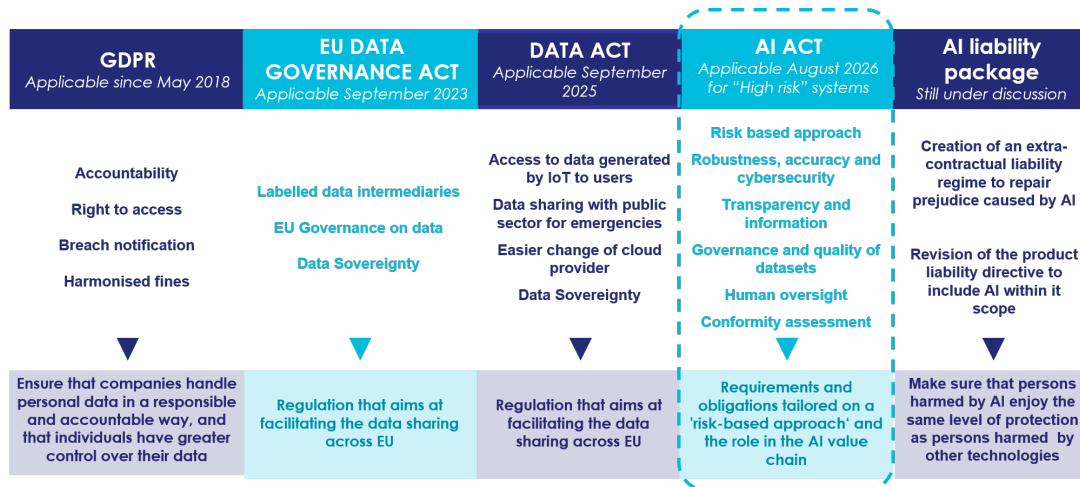 GDPR
Applicable since May 2018
Accountability
Right to access
Breach notification
Harmonised fines
Ensure that companies handle
personal data in a responsible
and accountable way, and
that individuals have greater
control over their data
EU DATA
GOVERNANCE ACT
Applicable September 2023
Labelled data intermediaries
EU Governance on data
Data Sovereignty
Regulation that aims at
facilitating the data sharing
across EU
DATA ACT
Applicable September
2025
Access to data generated
by IoT to users
Data sharing with public
sector for emergencies
Easier change of cloud
provider
Data Sovereignty
Regulation that aims at
facilitating the data
sharing across EU
AI ACT
Applicable August 2026
for “High risk” systems
Risk based approach
Robustness, accuracy and
cybersecurity
Transparency and
information
Governance and quality of
datasets
Human oversight
Conformity assessment
Requirements and
obligations tailored on a
'risk-based approach' and
the role in the AI value
chain
AI liability
package
Still under discussion
Creation of an extra-
contractual liability
regime to repair
prejudice caused by AI
Revision of the product
liability directive to
include AI within it
scope
Make sure that persons
harmed by AI enjoy the
same level of protection
as persons harmed by
other technologies